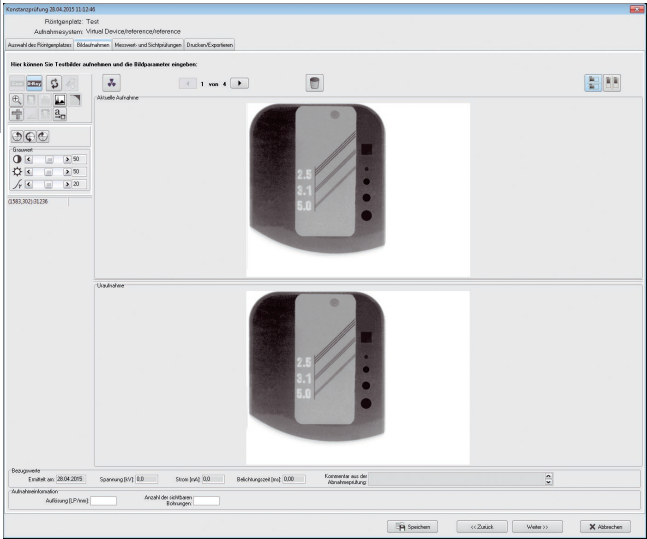 Konstanzprüfung 28.04.2015 11:12:46
Röntgenplatz: Test
Aufnahmesystem: Virtual Device/reference/reference
Auswahl des Röntgenplatzes Bildaufnahmen Messwert- und Sichtprüfungen Drucken/Exportieren
Hier können Sie Testbilder aufnehmen und die Bildparameter eingeben:
1 von 4
Aktuelle Aufnahme
2.5
3.1
5.0
Grauwert
50
50
20
(1583,302):31236
Uraufnahme
2.5
3.1
5.0
Bezugswerte
Ermittelt am: 28.04.2015 Spannung [kV]: 0,0 Strom [mA]: 0,0 Belichtungszeit [ms]: 0,00 Kommentar aus der Abnahmeprüfung:
Aufnahmeinformation
Auflösung [LP/mm]: Anzahl der sichtbaren Bohrungen:
Speichern << Zurück Weiter >> Abbrechen